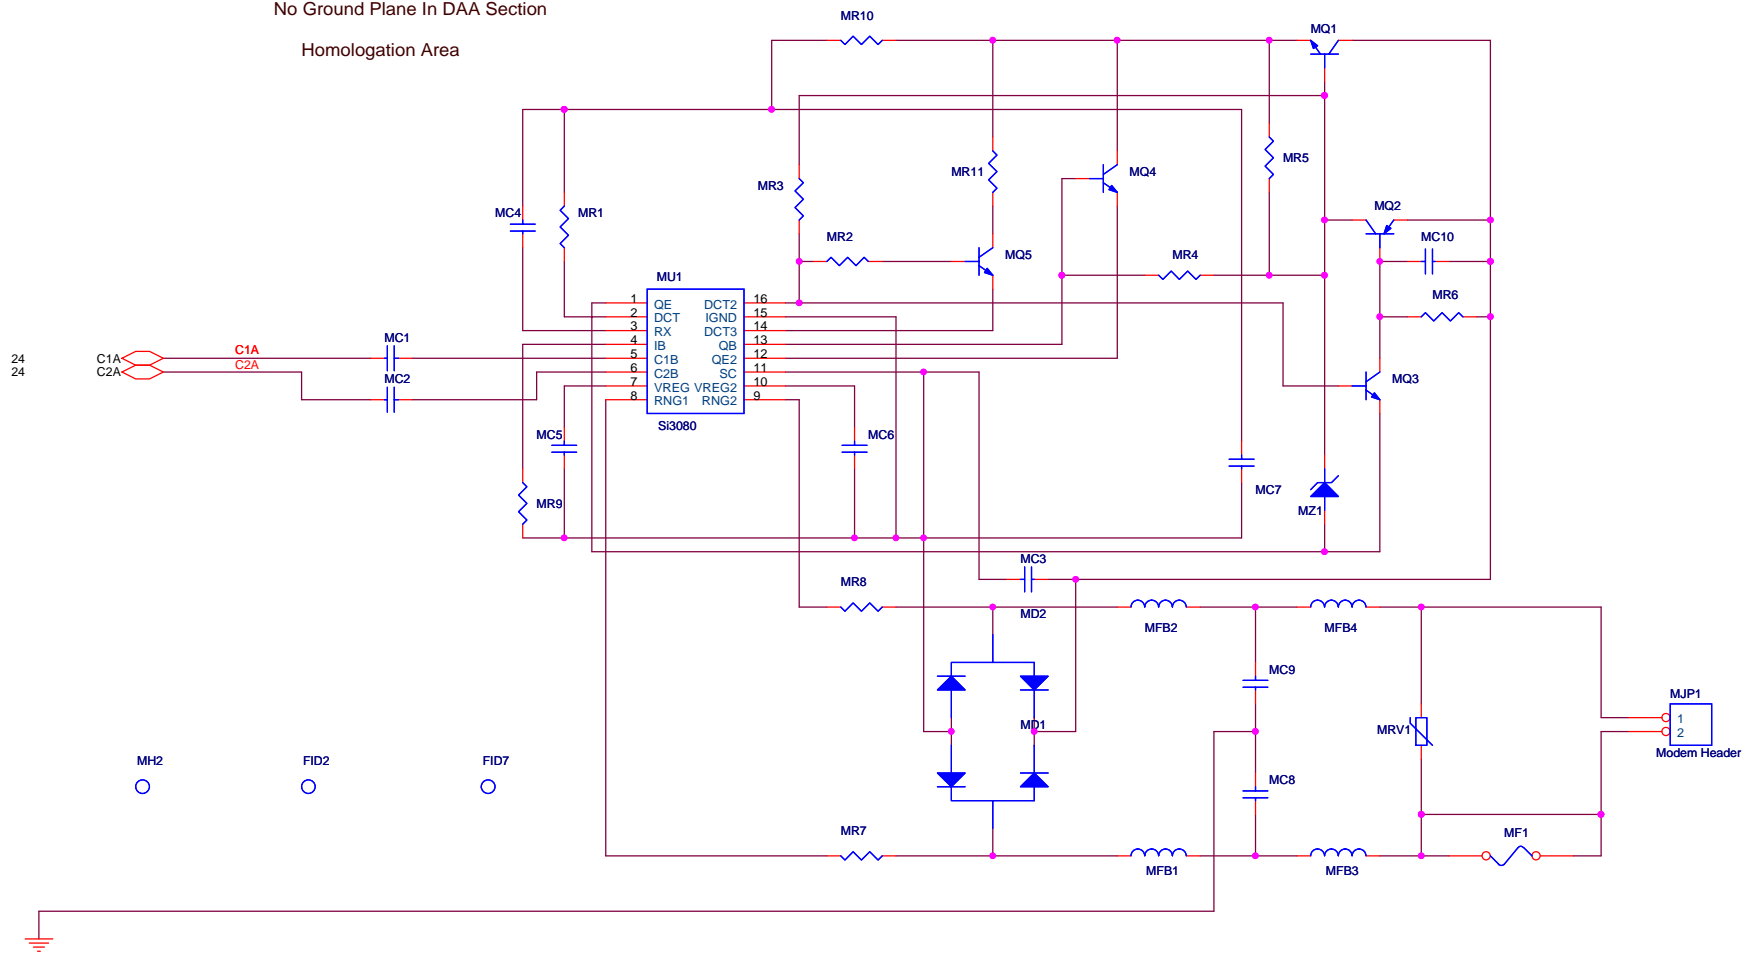 No Ground Plane In DAA Section
Homologation Area
MR10
MQ1
MR3
MR11
MQ4
MR5
MC4
MR1
MR2
MQ5
MQ2
MC10
MR4
MR6
MU1
1 QE DCT2 16
2 DCT IGND 15
3 RX DCT3 14
4 IB QB 13
5 C1B QE2 12
6 C2B SC 11
7 VREG VREG2 10
8 RNG1 RNG2 9
Si3080
24 C1A C1A MC1
24 C2A C2A MC2
MQ3
MC5
MC6
MC7
MR9
MZ1
MC3
MR8
MD2
MFB2
MFB4
MC9
MJP1
1
2
Modem Header
MD1
MRV1
MH2
FID2
FID7
MC8
MR7
MFB1
MFB3
MF1